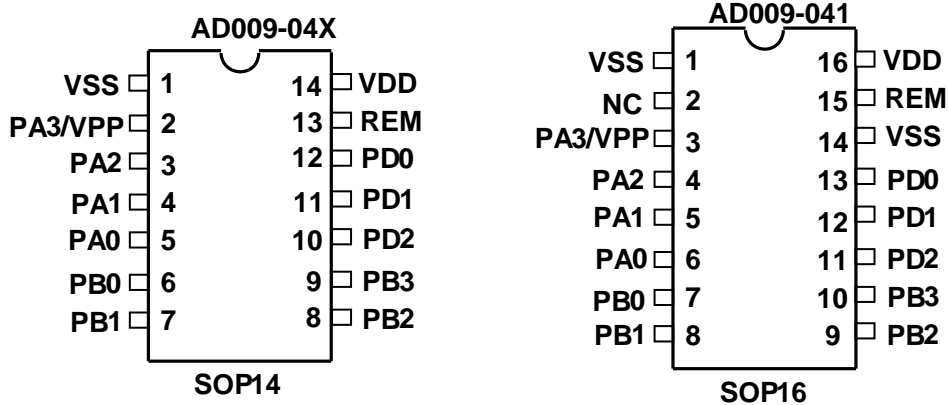 AD009-04X
VSS 1 14 VDD
PA3/VPP 2 13 REM
PA2 3 12 PD0
PA1 4 11 PD1
PA0 5 10 PD2
PB0 6 9 PB3
PB1 7 8 PB2
SOP14
AD009-041
VSS 1 16 VDD
NC 2 15 REM
PA3/VPP 3 14 VSS
PA2 4 13 PD0
PA1 5 12 PD1
PA0 6 11 PD2
PB0 7 10 PB3
PB1 8 9 PB2
SOP16